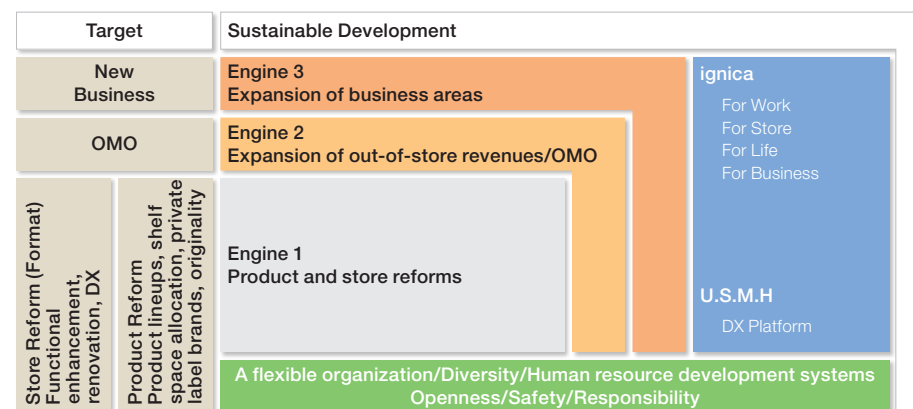 Target
Sustainable Development
New
Business
Engine 3
Expansion of business areas
OMO
Engine 2
Expansion of out-of-store revenues/OMO
Store Reform (Format)
Functional
enhancement,
renovation, DX
Product Reform
Product lineups, shelf
space allocation, private
label brands, originality
Engine 1
Product and store reforms
ignica
For Work
For Store
For Life
For Business
U.S.M.H
DX Platform
A flexible organization/Diversity/Human resource development systems
Openness/Safety/Responsibility